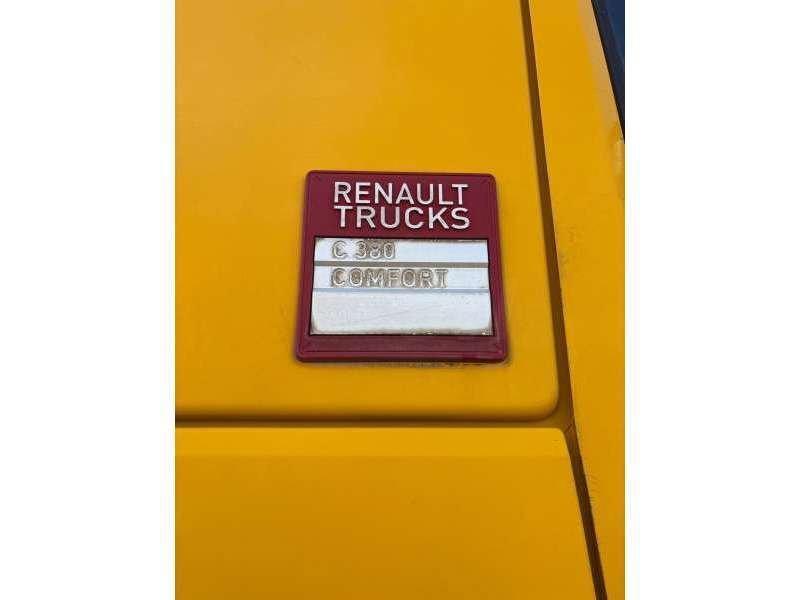 RENAULT
TRUCKS
C 380
COMFORT